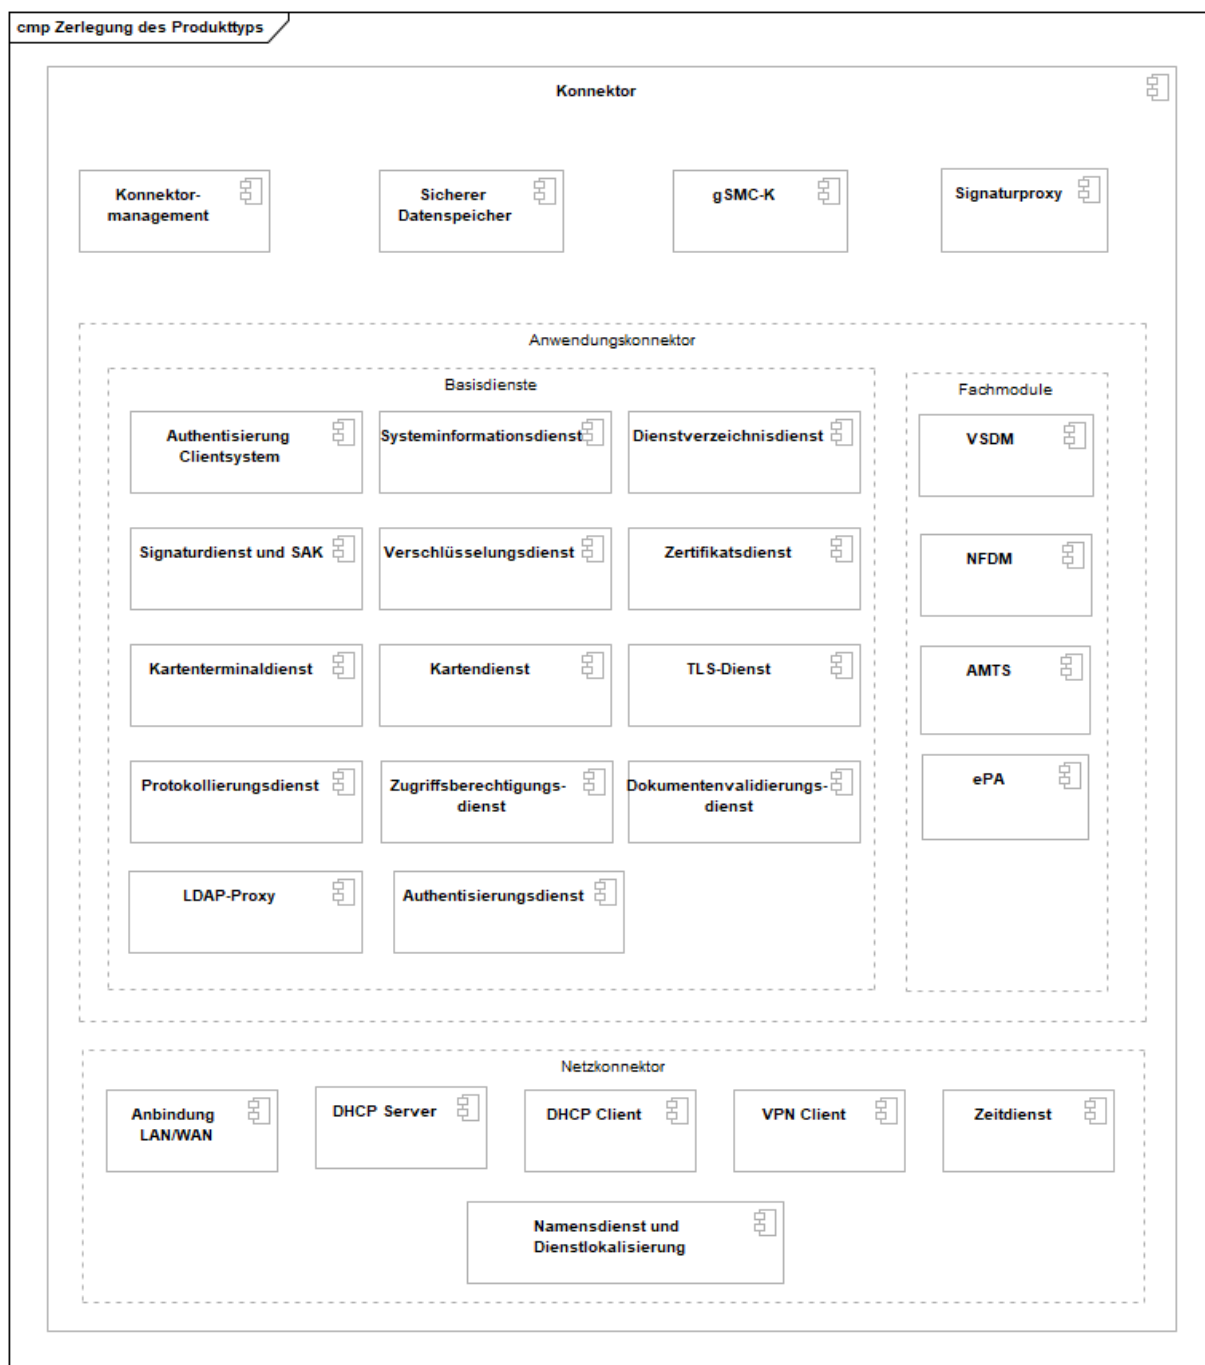 cmp Zerlegung des Produkttyps
Konnektor
Konnektor-
management
Sicherer
Datenspeicher
gSMC-K
Signaturproxy
Anwendungskonnektor
Basisdienste
Authentisierung
Clientsystem
Systeminformationsdienst
Dienstverzeichnisdienst
Signaturdienst und SAK
Verschlüsselungsdienst
Zertifikatsdienst
Kartenterminaldienst
Kartendienst
TLS-Dienst
Protokollierungsdienst
Zugriffsberechtigungs-
dienst
Dokumentenvalidierungs-
dienst
LDAP-Proxy
Authentisierungsdienst
Fachmodule
VSDM
NFDM
AMTS
ePA
Netzkonnektor
Anbindung
LAN/WAN
DHCP Server
DHCP Client
VPN Client
Zeitdienst
Namensdienst und
Dienstlokalisierung